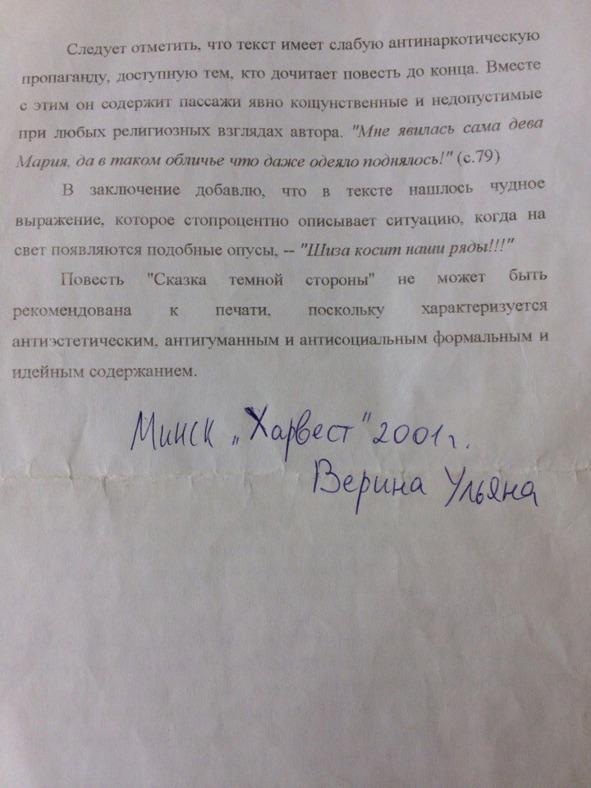 Следует отметить, что текст имеет слабую антинаркотическую
пропаганду, доступную тем, кто дочитает повесть до конца. Вместе
с этим он содержит пассажи явно кощунственные и недопустимые
при любых религиозных взглядах автора. "Мне явилась сама дева
Мария, да в таком обличье что даже одеяло поднялось!" (с.79)
В заключение добавлю, что в тексте нашлось чудное
выражение, которое стопроцентно описывает ситуацию, когда на
свет появляются подобные опусы, -- "Шиза косит наши ряды!!!"
Повесть "Сказка темной стороны" не может быть
рекомендована к печати, поскольку характеризуется
антиэстетическим, антигуманным и антисоциальным формальным и
идейным содержанием.
Минск „Харвест" 2001 г.
Верина Ульяна